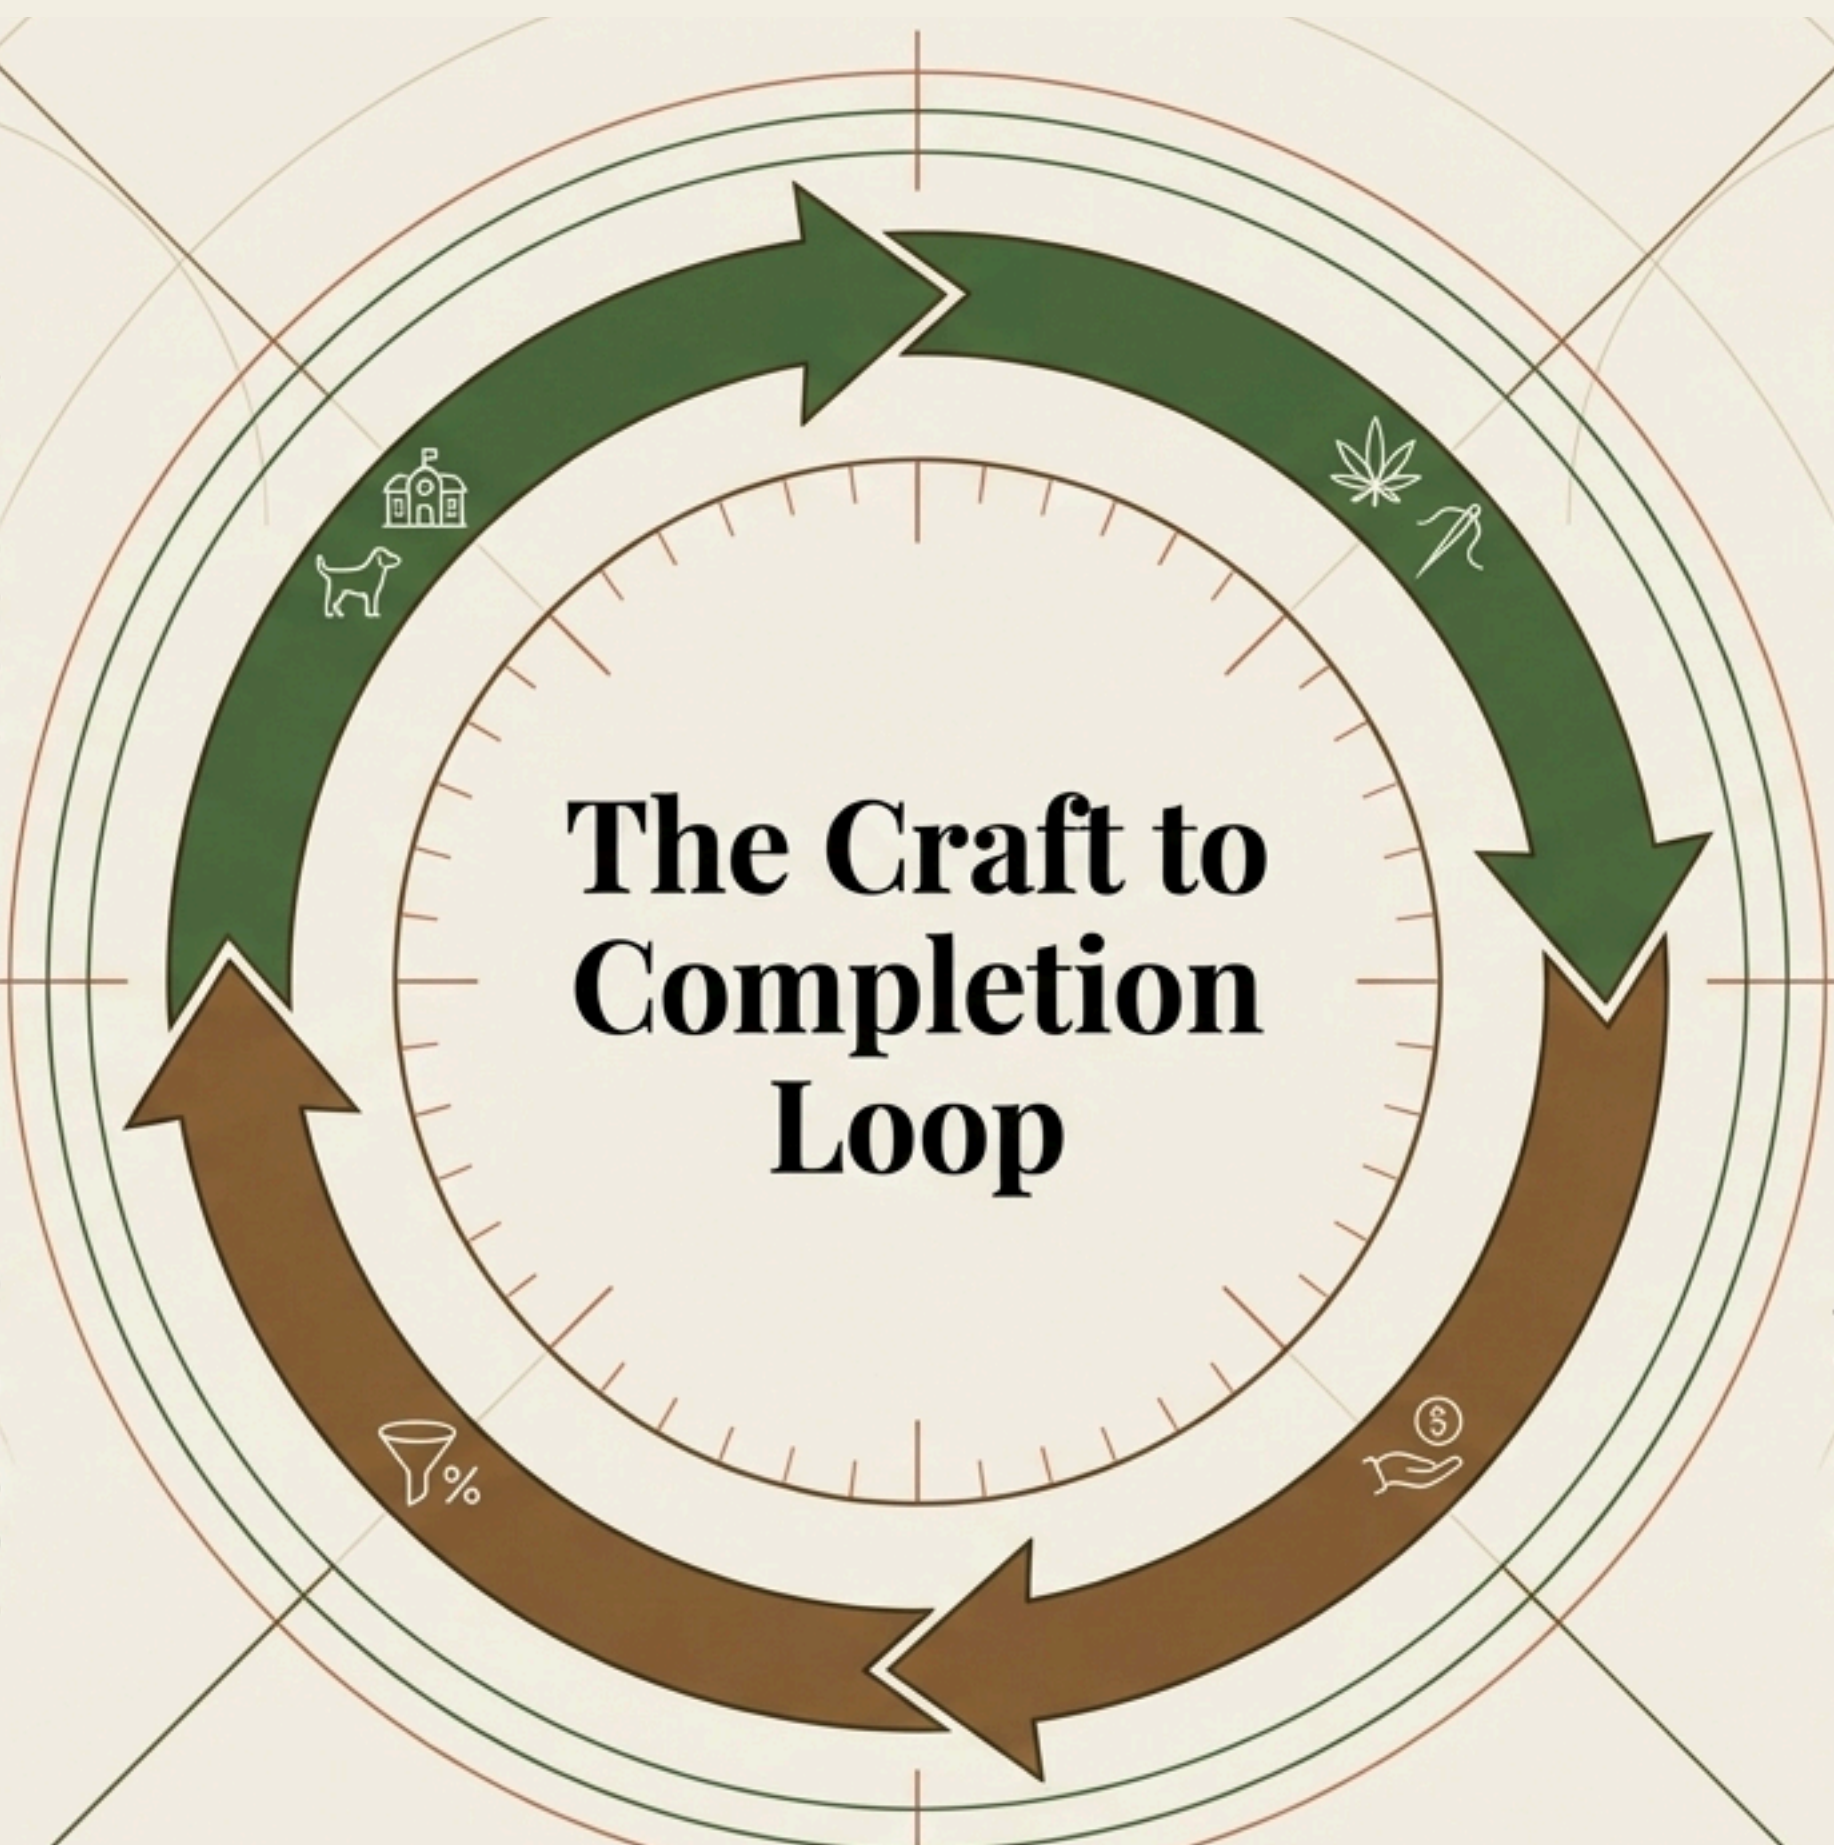 The Craft to
Completion
Loop
$
%